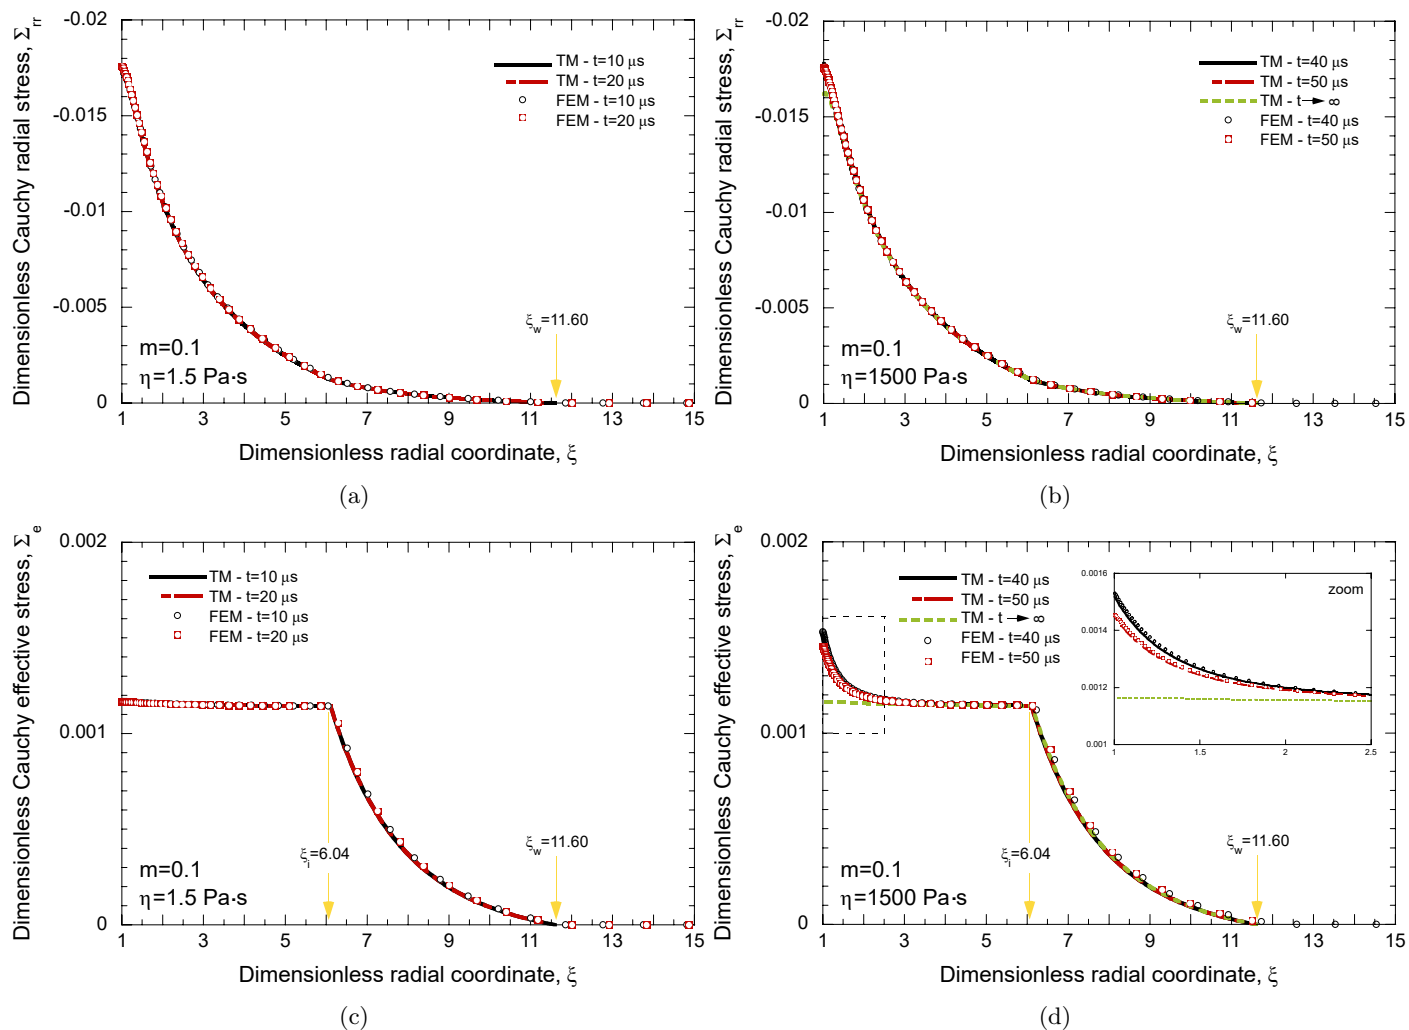 Dimensionless Cauchy radial stress, Σrr
-0.02
-0.015
-0.01
-0.005
0
TM - t=10 μs
TM - t=20 μs
FEM - t=10 μs
FEM - t=20 μs
ξw=11.60
m=0.1
η=1.5 Pa·s
1 3 5 7 9 11 13 15
Dimensionless radial coordinate, ξ
(a)
Dimensionless Cauchy radial stress, Σrr
-0.02
-0.015
-0.01
-0.005
0
TM - t=40 μs
TM - t=50 μs
TM - t → ∞
FEM - t=40 μs
FEM - t=50 μs
ξw=11.60
m=0.1
η=1500 Pa·s
1 3 5 7 9 11 13 15
Dimensionless radial coordinate, ξ
(b)
Dimensionless Cauchy effective stress, Σe
0.002
0.001
0
TM - t=10 μs
TM - t=20 μs
FEM - t=10 μs
FEM - t=20 μs
ξi=6.04
ξw=11.60
m=0.1
η=1.5 Pa·s
1 3 5 7 9 11 13 15
Dimensionless radial coordinate, ξ
(c)
Dimensionless Cauchy effective stress, Σe
0.002
0.001
0
TM - t=40 μs
TM - t=50 μs
TM - t → ∞
FEM - t=40 μs
FEM - t=50 μs
zoom
0.0016
0.0014
0.0012
0.001
1 1.5 2 2.5
ξi=6.04
ξw=11.60
m=0.1
η=1500 Pa·s
1 3 5 7 9 11 13 15
Dimensionless radial coordinate, ξ
(d)